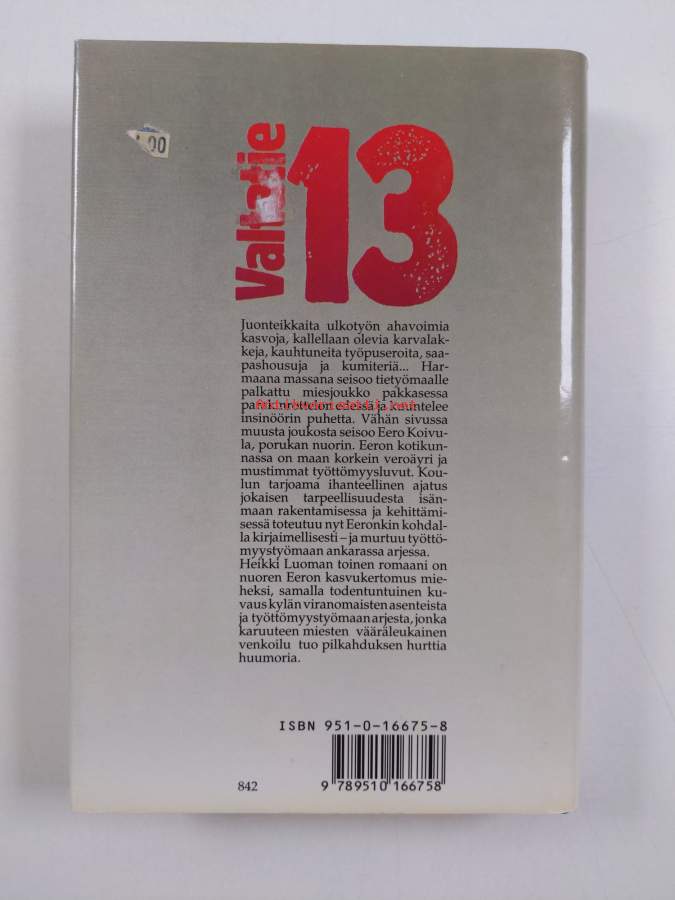 .00
Valtatie
13
Juonteikkaita ulkotyön ahavoimia
kasvoja, kallellaan olevia karvalak-
keja, kauhtuneita työpuseroita, saa-
pashousuja ja kumiteriä... Har-
maana massana seisoo tietyömaalle
palkattu miesjoukko pakkasessa
edessä ja kuuntelee
insinöörin puhetta. Vähän sivussa
muusta joukosta seisoo Eero Koivu-
la, porukan nuorin. Eeron kotikun-
nassa on maan korkein veroäyri ja
mustimmat työttömyysluvut. Kou-
lun tarjoama ihanteellinen ajatus
jokaisen tarpeellisuudesta isän-
maan rakentamisessa ja kehittämi-
sessä toteutuu nyt Eeronkin kohdal-
la kirjaimellisesti – ja murtuu työttö-
myystyömaan ankarassa arjessa.
Heikki Luoman toinen romaani on
nuoren Eeron kasvukertomus mie-
heksi, samalla todentuntuinen ku-
vaus kylän viranomaisten asenteista
ja työttömyystyömaan arjesta, jonka
karuuteen miesten vääräleukainen
venkoilu tuo pilkahduksen hurttia
huumoria.
ISBN 951-0-16675-8
842
9 789510 166758